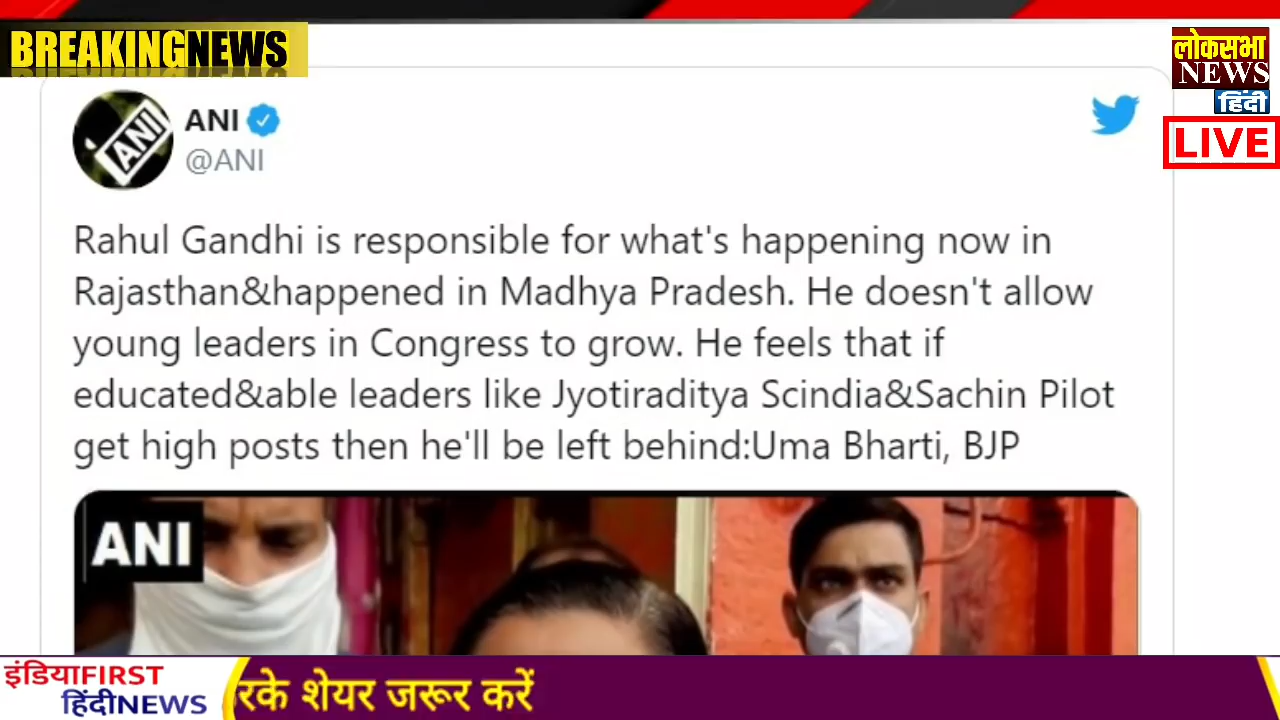 BREAKINGNEWS
लोकसभा
NEWS
हिंदी
LIVE
ANI
ANI
@ANI
Rahul Gandhi is responsible for what's happening now in
Rajasthan&happened in Madhya Pradesh. He doesn't allow
young leaders in Congress to grow. He feels that if
educated&able leaders like Jyotiraditya Scindia&Sachin Pilot
get high posts then he'll be left behind:Uma Bharti, BJP
ANI
इंडियाFIRST
हिंदीNEWS
रके शेयर जरूर करें